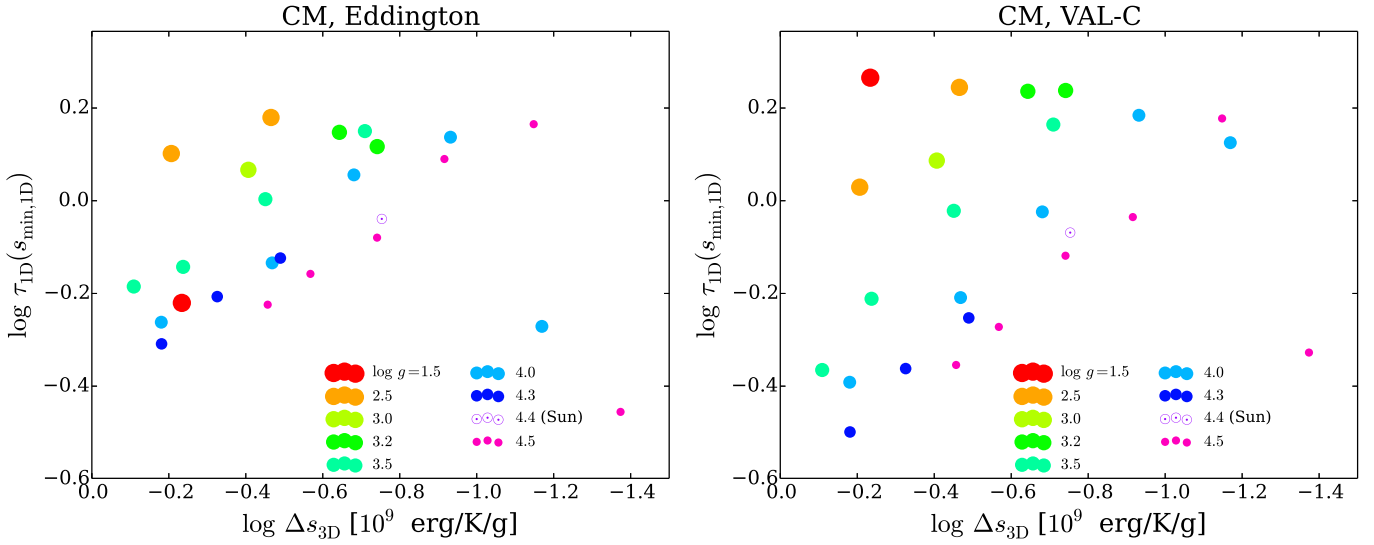 CM, Eddington
0.2
0.0
−0.2
−0.4
−0.6
log τ1D(smin,1D)
0.0 −0.2 −0.4 −0.6 −0.8 −1.0 −1.2 −1.4
log Δs3D [10⁹ erg/K/g]
log g=1.5
2.5
3.0
3.2
3.5
4.0
4.3
4.4 (Sun)
4.5
CM, VAL-C
0.2
0.0
−0.2
−0.4
−0.6
log τ1D(smin,1D)
0.0 −0.2 −0.4 −0.6 −0.8 −1.0 −1.2 −1.4
log Δs3D [10⁹ erg/K/g]
log g=1.5
2.5
3.0
3.2
3.5
4.0
4.3
4.4 (Sun)
4.5